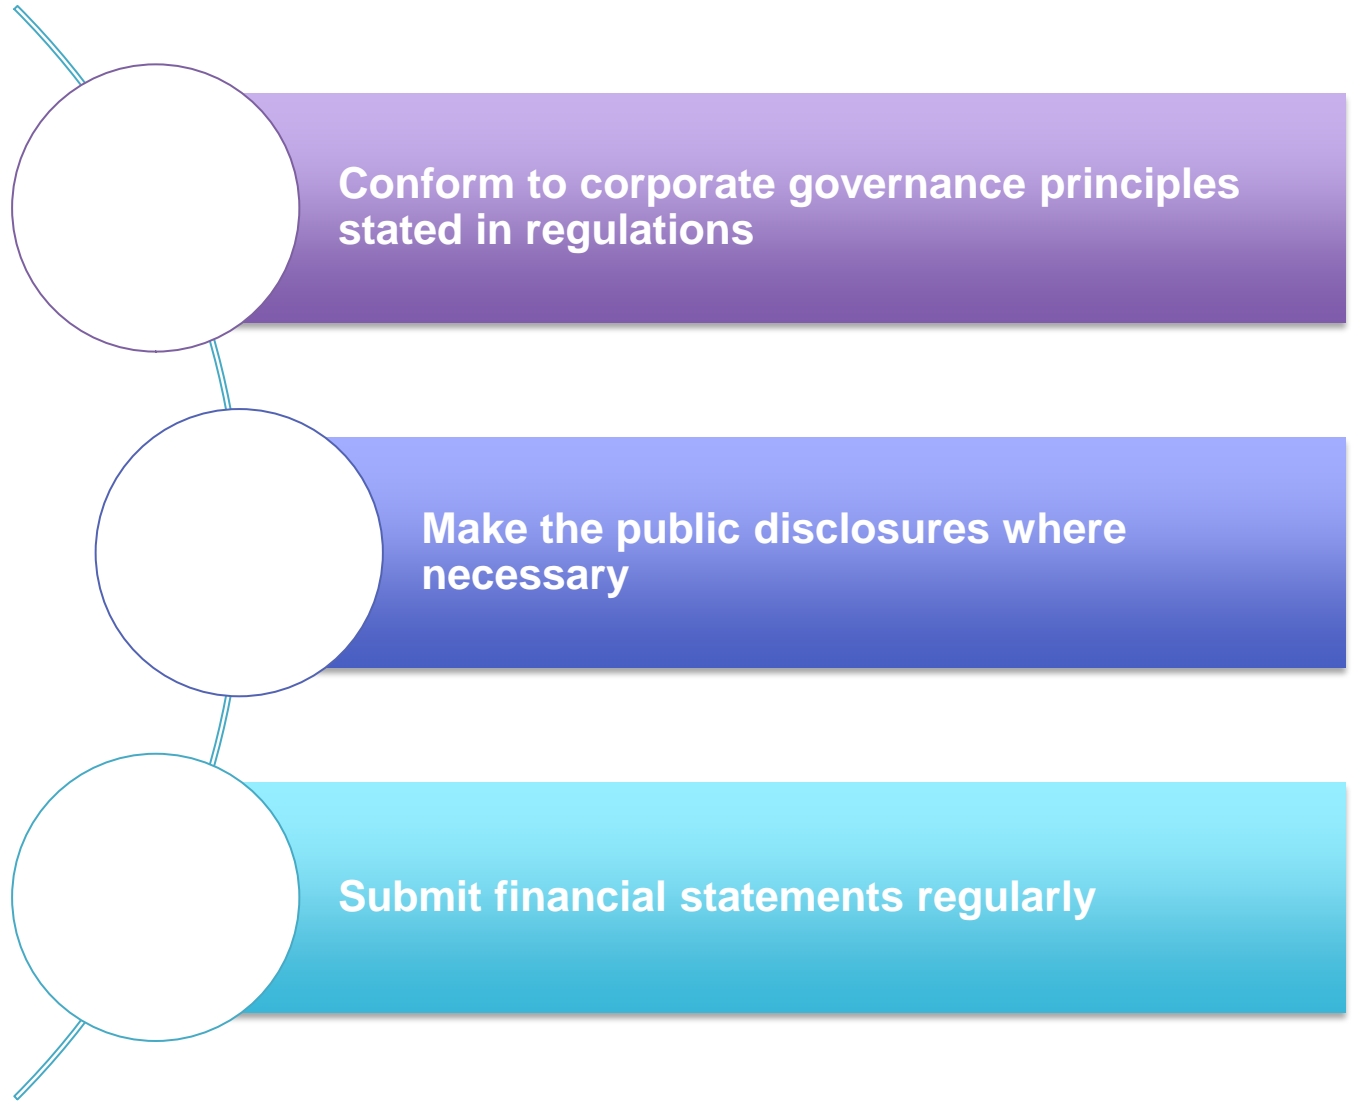 Conform to corporate governance principles
stated in regulations
Make the public disclosures where
necessary
Submit financial statements regularly